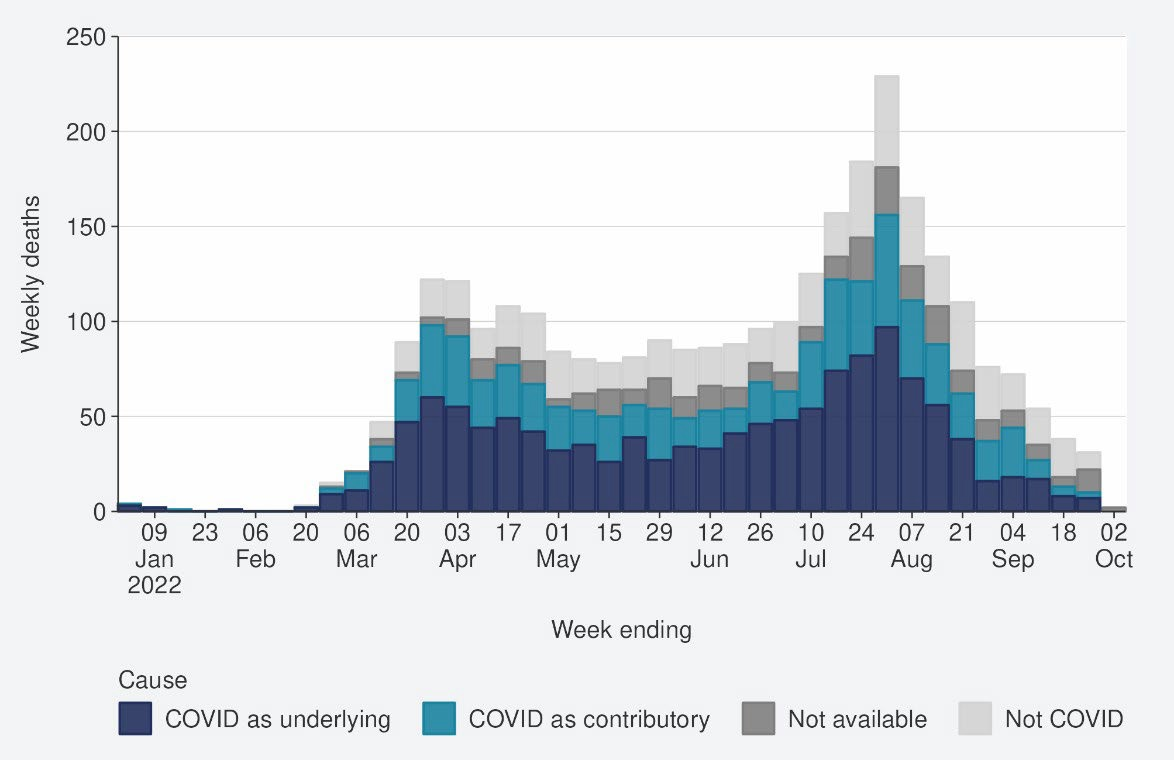 250
200
150
100
50
0
Weekly deaths
09 23 06 20 06 20 03 17 01 15 29 12 26 10 24 07 21 04 18 02
Jan Feb Mar Apr May Jun Jul Aug Sep Oct
2022
Week ending
Cause
COVID as underlying COVID as contributory Not available Not COVID